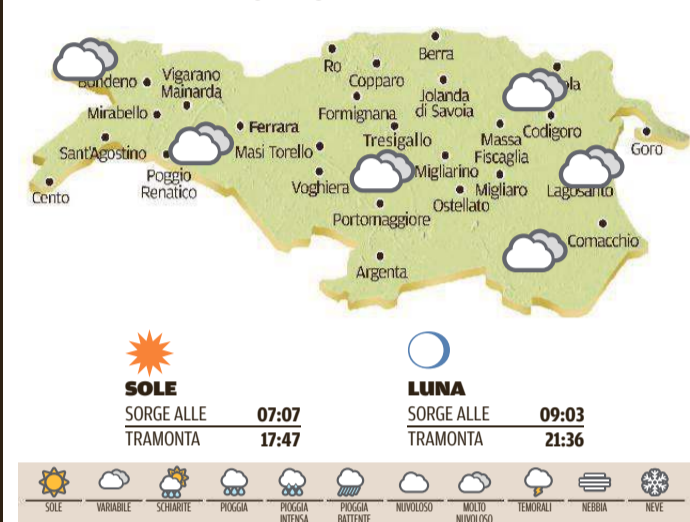 Berra
Ro
Copparo
Bondeno
Vigarano
Mainarda
Jolanda
di Savoia
Mirabello
Formignana
Codigoro
Ferrara
Tresigallo
Massa
Fiscaglia
Goro
Sant'Agostino
Masi Torello
Migliarino
Poggio
Renatico
Cento
Voghiera
Migliaro
Lagosanto
Ostellato
Portomaggiore
Comacchio
Argenta
SOLE
SORGE ALLE 07:07
TRAMONTA 17:47
LUNA
SORGE ALLE 09:03
TRAMONTA 21:36
SOLE
VARIABILE
SCHIARITE
PIOGGIA
PIOGGIA
INTENSA
PIOGGIA
BATTENTE
NUVOLOSO
MOLTO
NUVOLOSO
TEMORALI
NEBBIA
NEVE